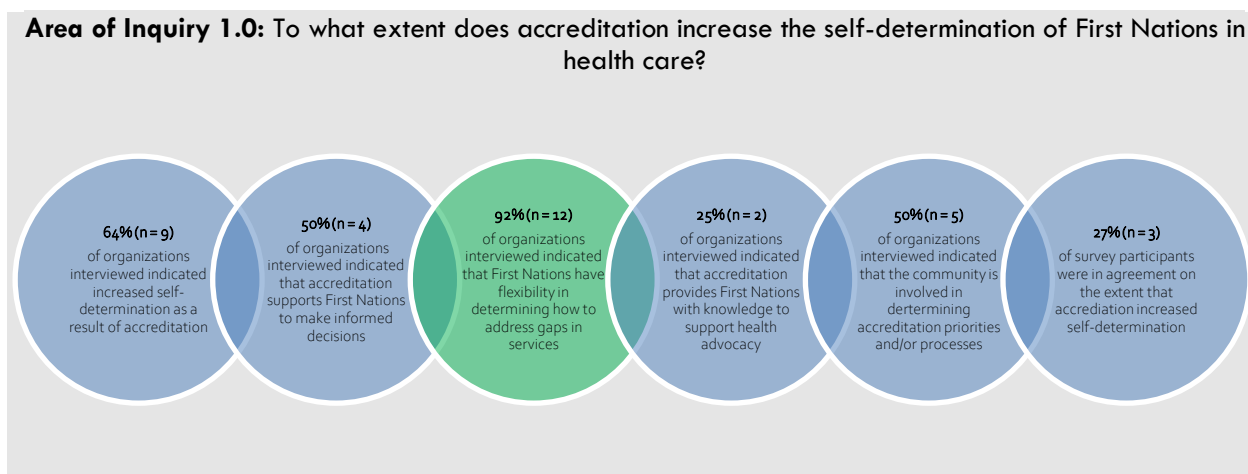 Area of Inquiry 1.0: To what extent does accreditation increase the self-determination of First Nations in
health care?
64%(n=9)
of organizations
interviewed indicated
increased self-
determination as a
result of accreditation
50%(n=4)
of organizations
interviewed indicated
that accreditation
supports First Nations
to make informed
decisions
92%(n=12)
of organizations
interviewed indicated
that First Nations have
flexibility in
determining how to
address gaps in
services
25%(n=2)
of organizations
interviewed indicated
that accreditation
provides First Nations
with knowledge to
support health
advocacy
50%(n=5)
of organizations
interviewed indicated
that the community is
involved in
dertermining
accreditation priorities
and/or processes
27%(n=3)
of survey participants
were in agreement on
the extent that
accrediation increased
self-determination